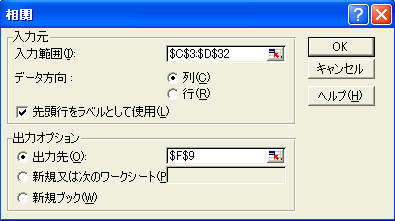 相関
入力元
入力範囲(I):
$C$3:$D$32
OK
キャンセル
ヘルプ(H)
データ方向:
列(C)
行(R)
先頭行をラベルとして使用(L)
出力オプション
出力先(O):
$F$9
新規又は次のワークシート(P
新規ブック(W)